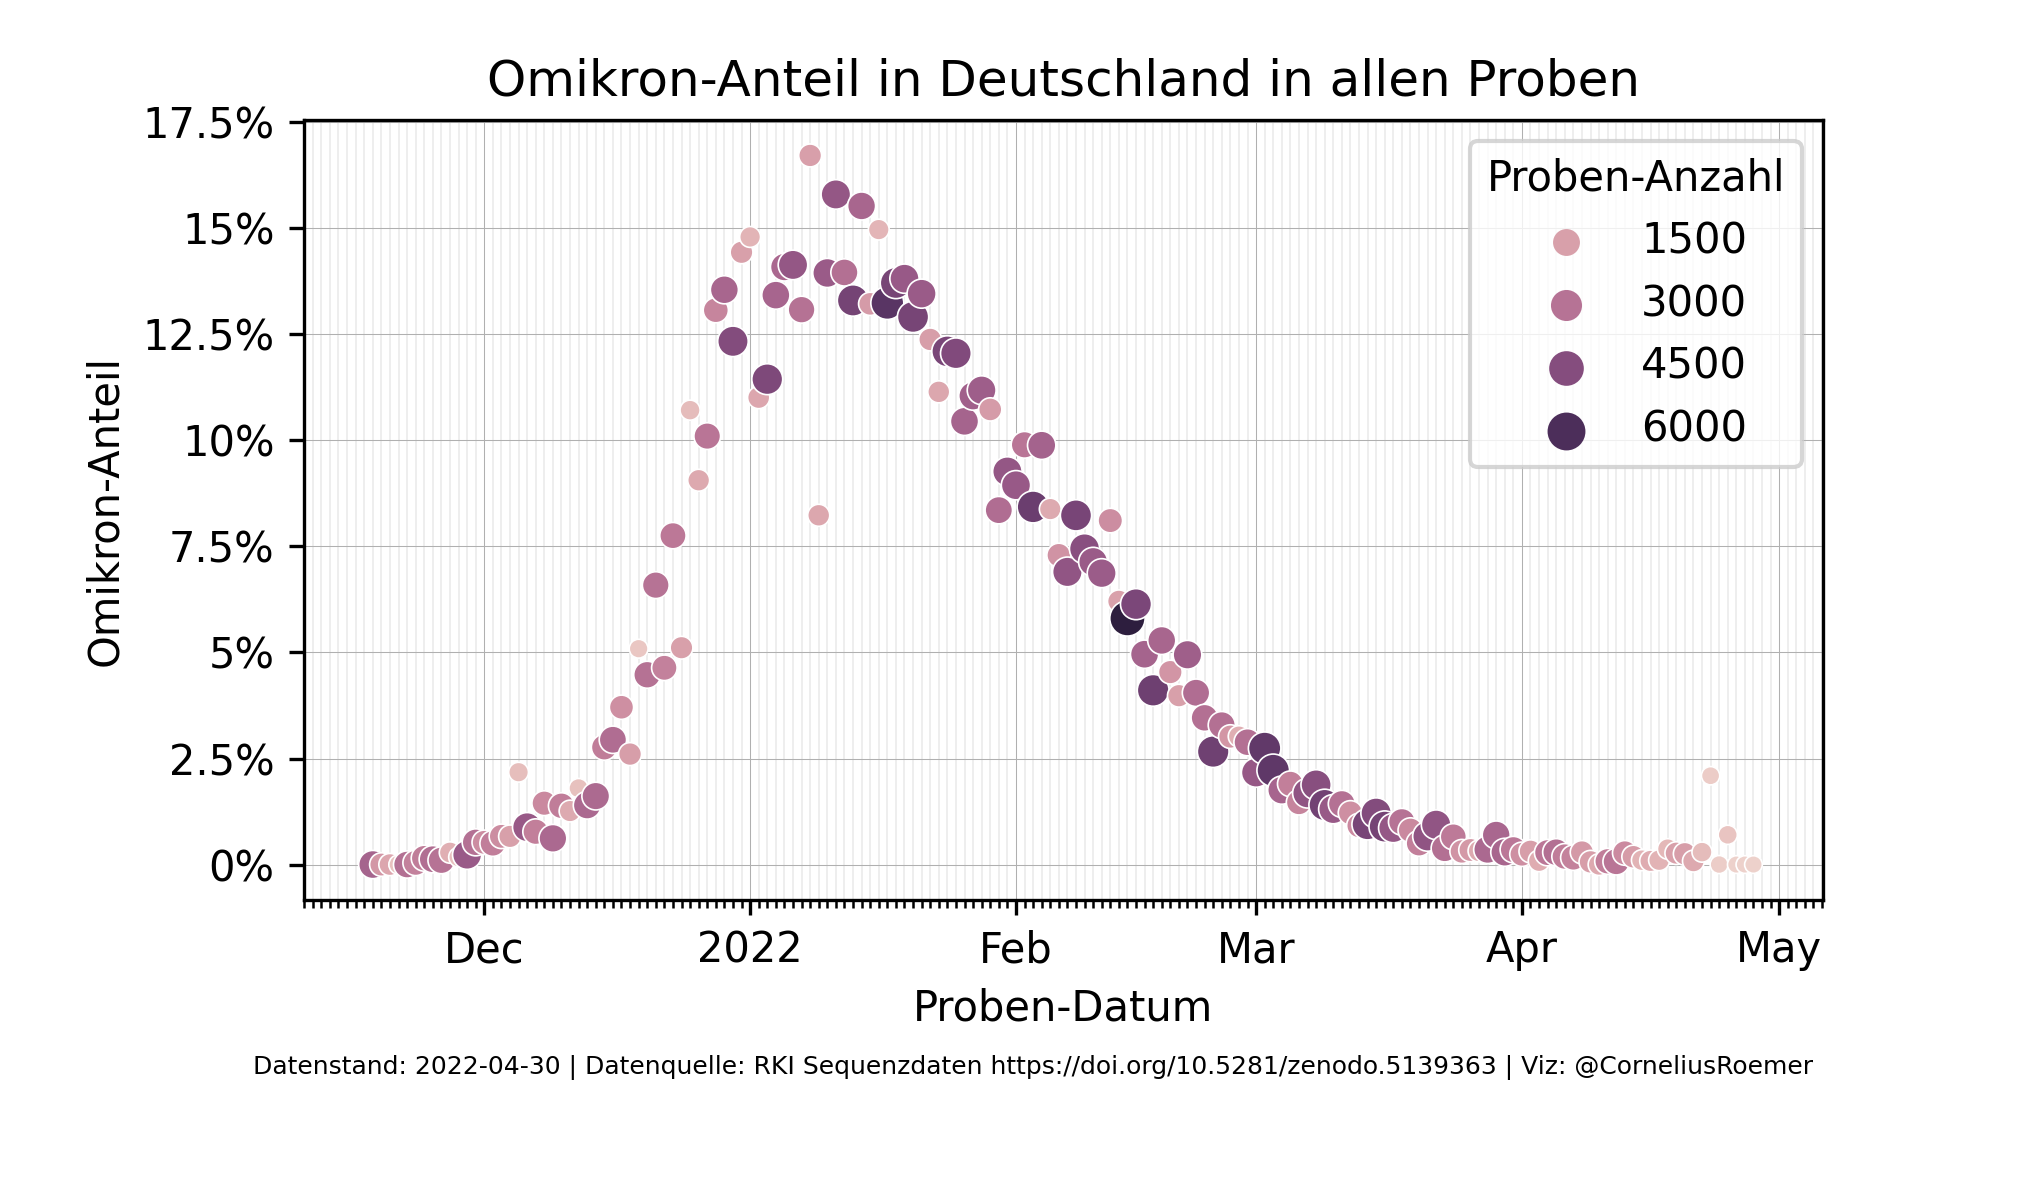 Omikron-Anteil in Deutschland in allen Proben
17.5%
15%
12.5%
10%
7.5%
5%
2.5%
0%
Omikron-Anteil
Proben-Anzahl
1500
3000
4500
6000
Dec
2022
Feb
Mar
Apr
May
Proben-Datum
Datenstand: 2022-04-30 | Datenquelle: RKI Sequenzdaten https://doi.org/10.5281/zenodo.5139363 | Viz: @CorneliusRoemer